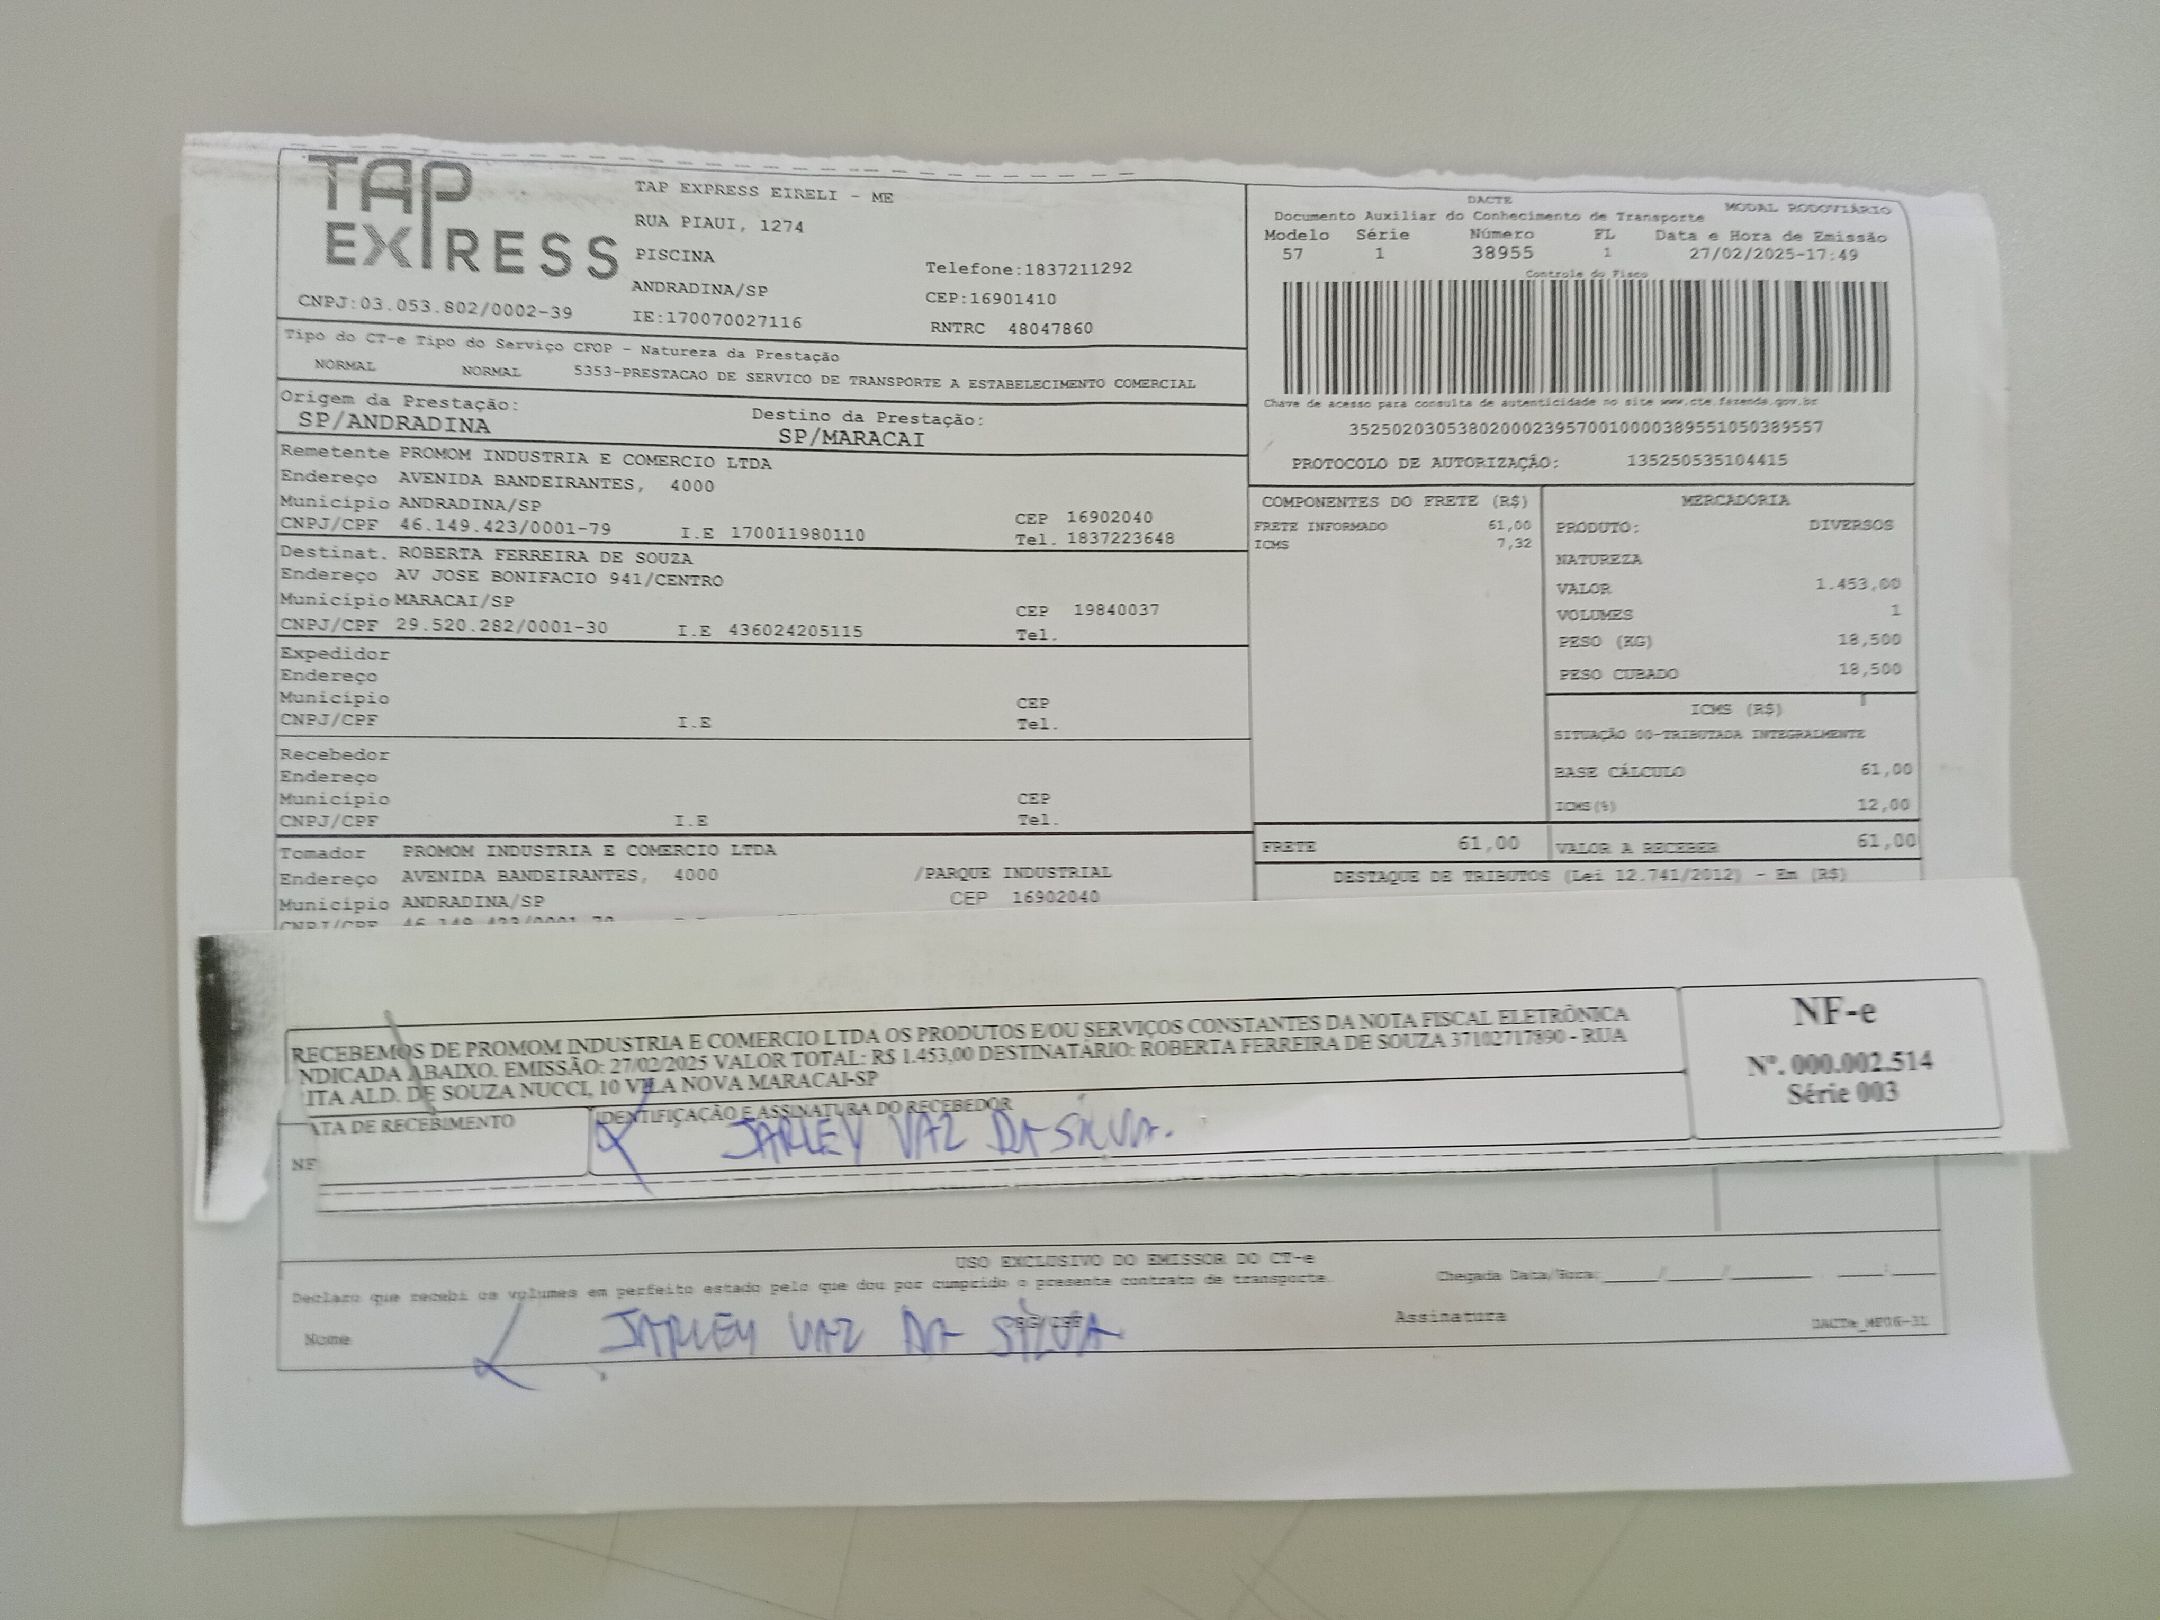 TAP EXPRESS
CNPJ:03.053.802/0002-39
TAP EXPRESS EIRELI - ME
RUA PIAUI, 1274
PISCINA
ANDRADINA/SP
IE:170070027116
Telefone:1837211292
CEP:16901410
RNTRC 48047860
DACTE
MODAL RODOVIÁRIO
Documento Auxiliar do Conhecimento de Transporte
Modelo Série Número FL Data e Hora de Emissão
57 1 38955 1 27/02/2025-17:49
Controle do Fisco
Chave de acesso para consulta de autenticidade no site www.cte.fazenda.gov.br
35250203053802000239570010000389551050389557
PROTOCOLO DE AUTORIZAÇÃO: 135250535104415
Tipo do CT-e Tipo do Serviço CFOP - Natureza da Prestação
NORMAL NORMAL 5353-PRESTACAO DE SERVICO DE TRANSPORTE A ESTABELECIMENTO COMERCIAL
Origem da Prestação: Destino da Prestação:
SP/ANDRADINA SP/MARACAI
Remetente PROMOM INDUSTRIA E COMERCIO LTDA
Endereço AVENIDA BANDEIRANTES, 4000
Município ANDRADINA/SP CEP 16902040
CNPJ/CPF 46.149.423/0001-79 I.E 170011980110 Tel. 1837223648
Destinat. ROBERTA FERREIRA DE SOUZA
Endereço AV JOSE BONIFACIO 941/CENTRO
Município MARACAI/SP CEP 19840037
CNPJ/CPF 29.520.282/0001-30 I.E 436024205115 Tel.
Expedidor
Endereço
Município CEP
CNPJ/CPF I.E Tel.
Recebedor
Endereço
Município CEP
CNPJ/CPF I.E Tel.
Tomador PROMOM INDUSTRIA E COMERCIO LTDA
Endereço AVENIDA BANDEIRANTES, 4000 /PARQUE INDUSTRIAL
Município ANDRADINA/SP CEP 16902040
CNPJ/CPF 46.149.423/0001-79
COMPONENTES DO FRETE (R$)
FRETE INFORMADO 61,00
ICMS 7,32
MERCADORIA
PRODUTO: DIVERSOS
NATUREZA
VALOR 1.453,00
VOLUMES 1
PESO (KG) 18,500
PESO CUBADO 18,500
ICMS (R$)
SITUAÇÃO 00-TRIBUTADA INTEGRALMENTE
BASE CÁLCULO 61,00
ICMS(%) 12,00
FRETE 61,00 VALOR A RECEBER 61,00
DESTAQUE DE TRIBUTOS (Lei 12.741/2012) - Em (R$)
RECEBEMOS DE PROMOM INDUSTRIA E COMERCIO LTDA OS PRODUTOS E/OU SERVIÇOS CONSTANTES DA NOTA FISCAL ELETRÔNICA
NDICADA ABAIXO. EMISSÃO: 27/02/2025 VALOR TOTAL: R$ 1.453,00 DESTINATÁRIO: ROBERTA FERREIRA DE SOUZA 37102717890 - RUA
ITA ALD. DE SOUZA NUCCI, 10 VILA NOVA MARACAI-SP
ATA DE RECEBIMENTO IDENTIFICAÇÃO E ASSINATURA DO RECEBEDOR
JARLEY VAZ DA SILVA.
NF
NF-e
Nº. 000.002.514
Série 003
USO EXCLUSIVO DO EMISSOR DO CT-e
Declaro que recebi os volumes em perfeito estado pelo que dou por cumprido o presente contrato de transporte. Chegada Data/Hora: ____/____/______ ___:____
Nome JARLEY VAZ DA SILVA Assinatura